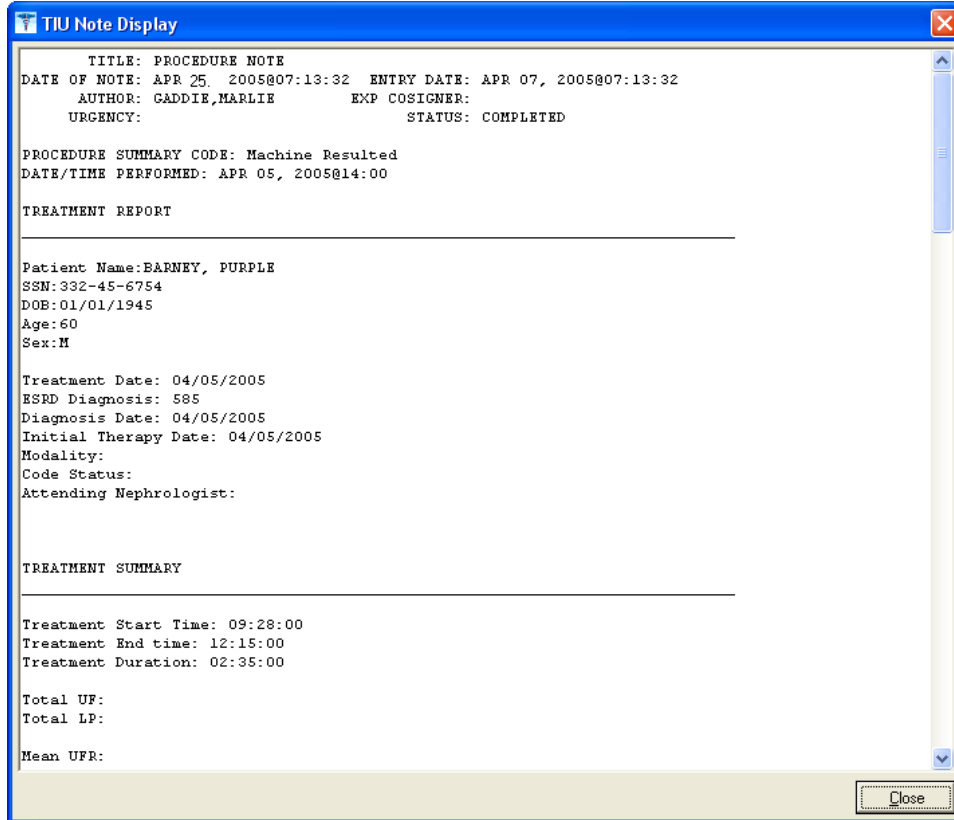 TIU Note Display
TITLE: PROCEDURE NOTE
DATE OF NOTE: APR 25. 2005@07:13:32 ENTRY DATE: APR 07, 2005@07:13:32
AUTHOR: GADDIE,MARLIE EXP COSIGNER:
URGENCY: STATUS: COMPLETED
PROCEDURE SUMMARY CODE: Machine Resulted
DATE/TIME PERFORMED: APR 05, 2005@14:00
TREATMENT REPORT
Patient Name:BARNEY, PURPLE
SSN:332-45-6754
DOB:01/01/1945
Age:60
Sex:M
Treatment Date: 04/05/2005
ESRD Diagnosis: 585
Diagnosis Date: 04/05/2005
Initial Therapy Date: 04/05/2005
Modality:
Code Status:
Attending Nephrologist:
TREATMENT SUMMARY
Treatment Start Time: 09:28:00
Treatment End time: 12:15:00
Treatment Duration: 02:35:00
Total UF:
Total LP:
Mean UFR:
Close